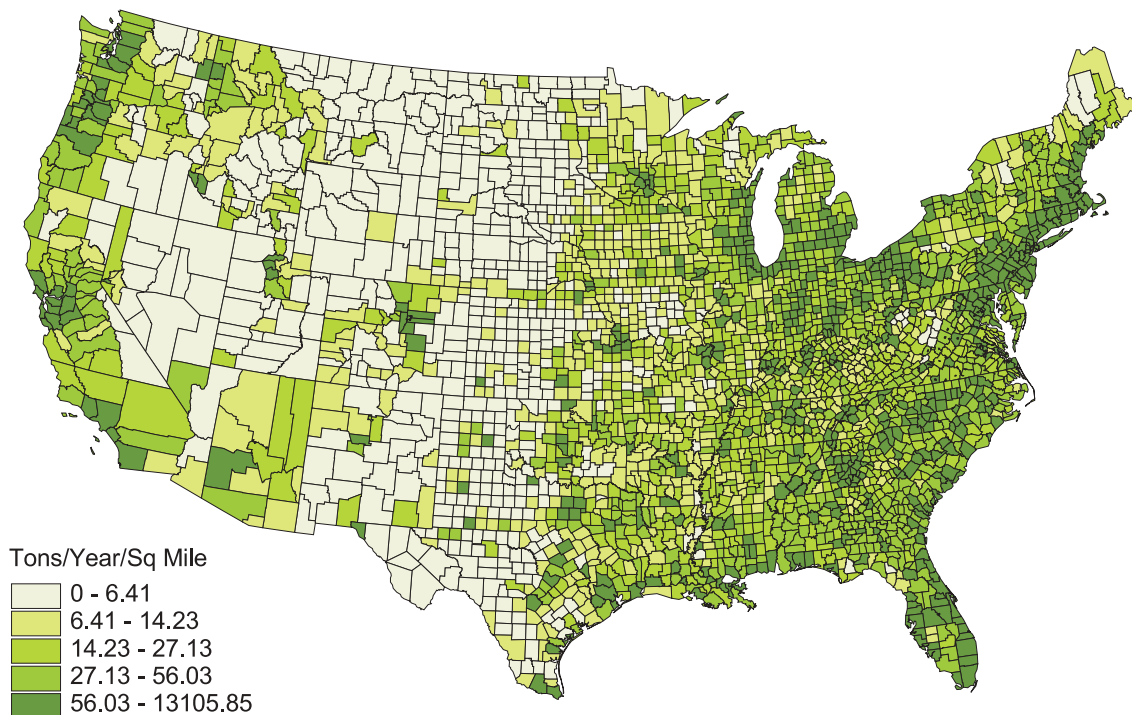 Tons/Year/Sq Mile
0 - 6.41
6.41 - 14.23
14.23 - 27.13
27.13 - 56.03
56.03 - 13105.85